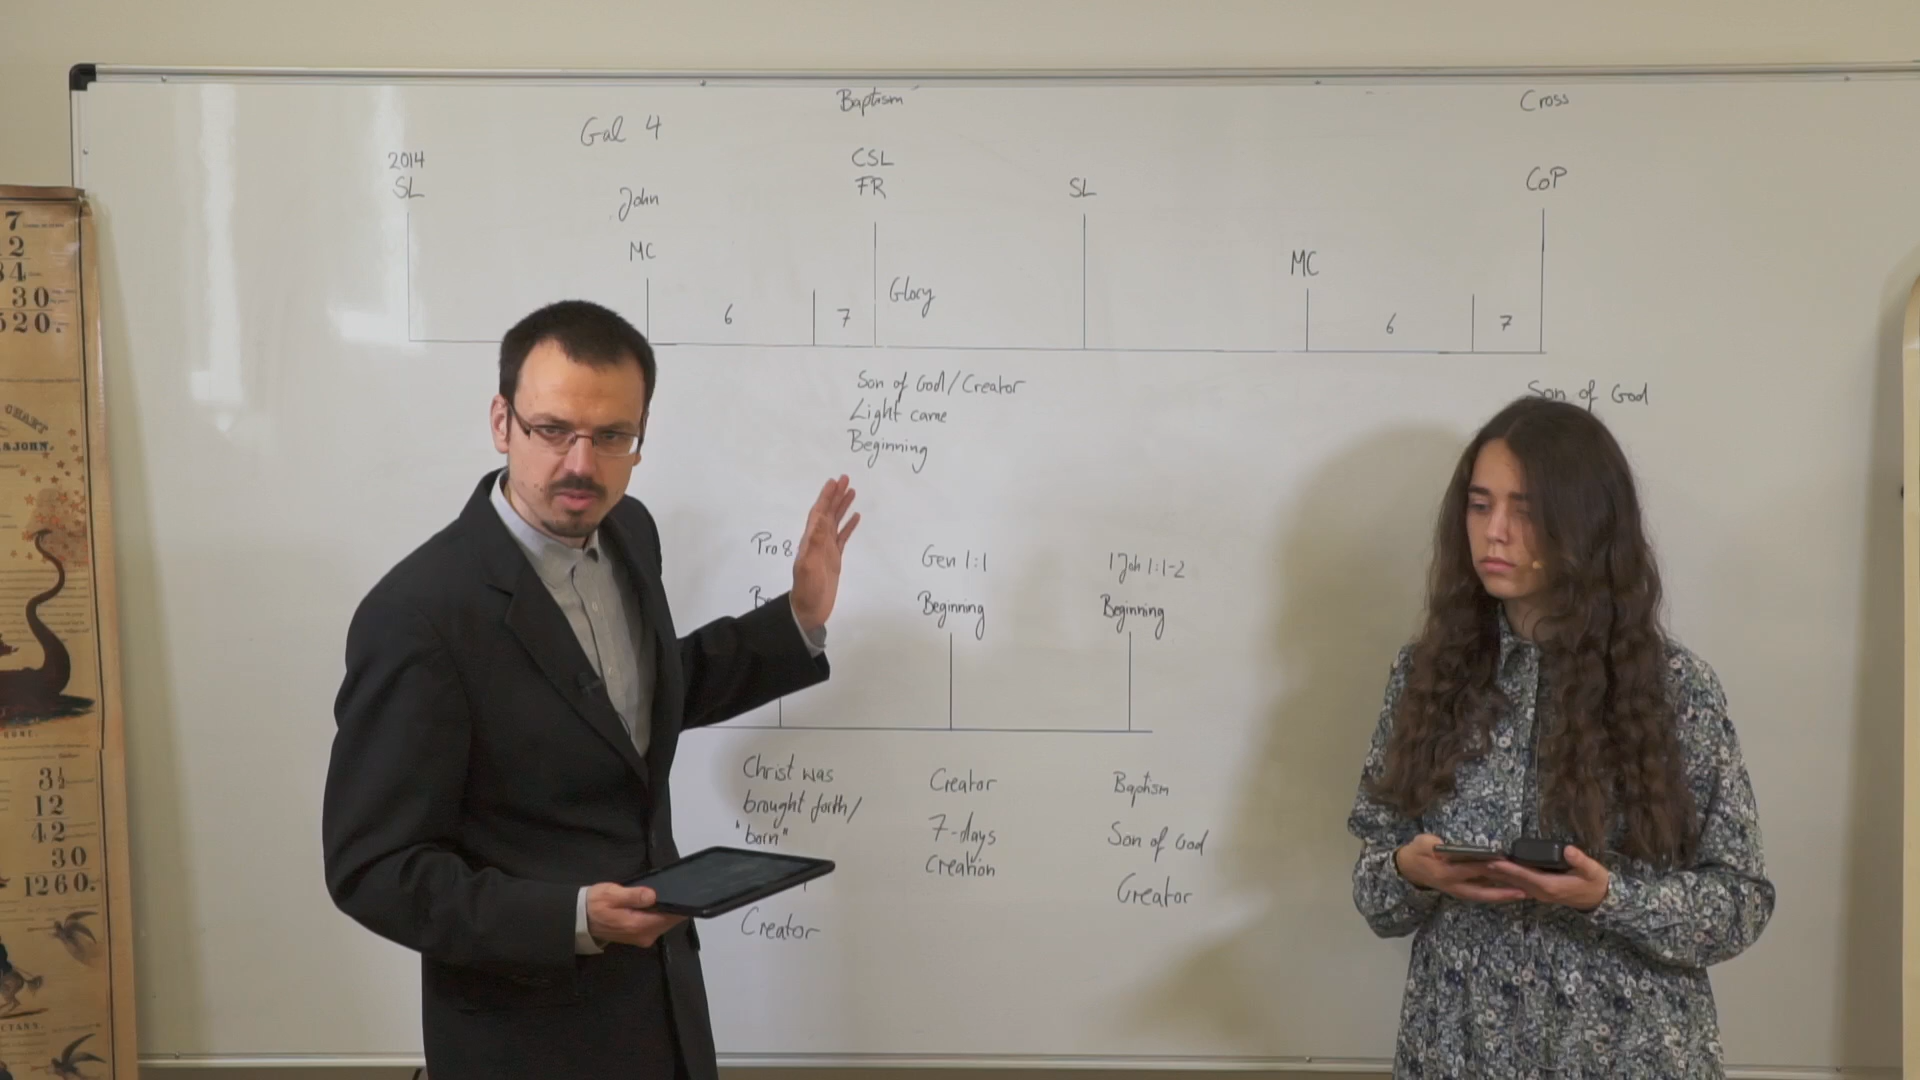 Baptism
Cross
Gal 4
2014
SL
John
MC
CSL
FR
SL
MC
CoP
6
7
Glory
6
7
Son of God/Creator
Light came
Beginning
Son of God
Pro 8
Gen 1:1
1 Joh 1:1-2
Beginning
Beginning
Christ was
brought forth/
"born"
Creator
Creator
7-days
creation
Baptism
Son of God
Creator
7
2
84
30
520.
CHART
& JOHN.
3½
12
42
30
1260.